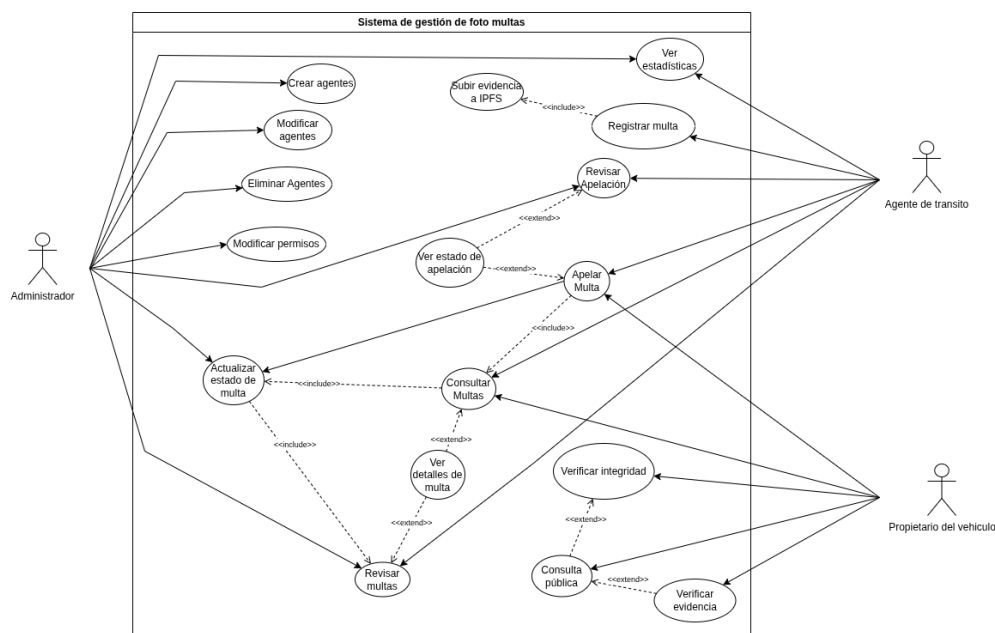 Sistema de gestión de foto multas
Ver
estadísticas
Crear agentes
Subir evidencia
a IPFS
<<include>>
Registrar multa
Modificar
agentes
Revisar
Apelación
Eliminar Agentes
Agente de transito
<<extend>>
Modificar permisos
Ver estado de
apelación
<<extend>>
Apelar
Multa
Administrador
<<include>>
Actualizar
estado de
multa
<<include>>
Consultar
Multas
<<extend>>
<<include>>
Ver
detalles de
multa
Verificar integridad
<<extend>>
<<extend>>
Propietario del vehiculo
Revisar
multas
Consulta
pública
<<extend>>
Verificar
evidencia